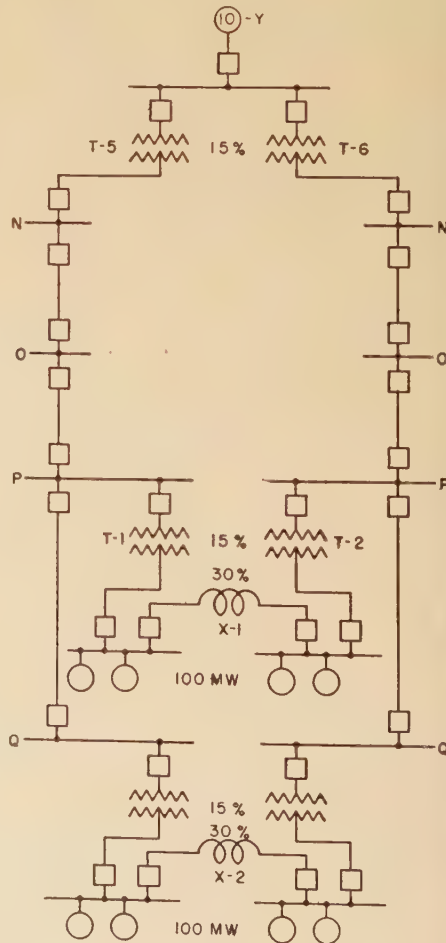 10 -Y
T-5 15% T-6
N N
O O
P P
T-1 15% T-2
30%
X-1
100 MW
Q Q
15%
30%
X-2
100 MW